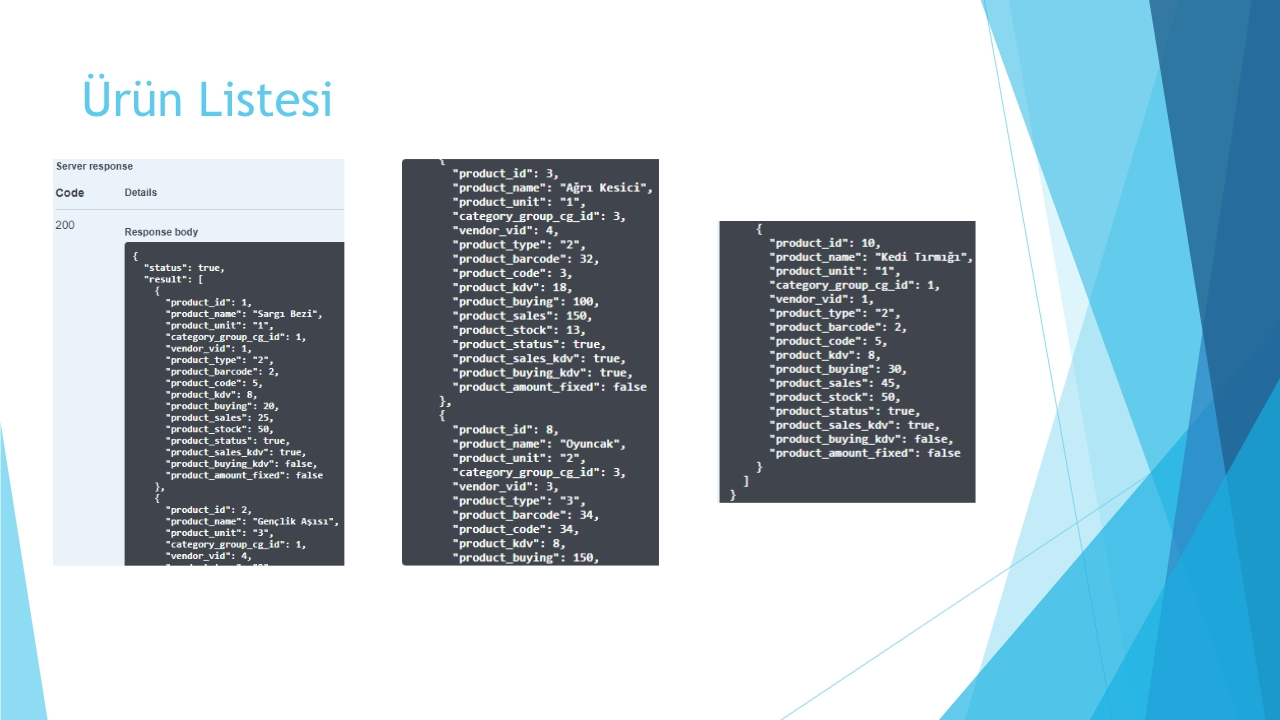 Ürün Listesi
Server response
Code Details
200
Response body
{
"status": true,
"result": [
{
"product_id": 1,
"product_name": "Sargı Bezi",
"product_unit": "1",
"category_group_cg_id": 1,
"vendor_vid": 1,
"product_type": "2",
"product_barcode": 2,
"product_code": 5,
"product_kdv": 8,
"product_buying": 20,
"product_sales": 25,
"product_stock": 50,
"product_status": true,
"product_sales_kdv": true,
"product_buying_kdv": false,
"product_amount_fixed": false
},
{
"product_id": 2,
"product_name": "Gençlik Aşısı",
"product_unit": "3",
"category_group_cg_id": 1,
"vendor_vid": 4,
{
"product_id": 3,
"product_name": "Ağrı Kesici",
"product_unit": "1",
"category_group_cg_id": 3,
"vendor_vid": 4,
"product_type": "2",
"product_barcode": 32,
"product_code": 3,
"product_kdv": 18,
"product_buying": 100,
"product_sales": 150,
"product_stock": 13,
"product_status": true,
"product_sales_kdv": true,
"product_buying_kdv": true,
"product_amount_fixed": false
},
{
"product_id": 8,
"product_name": "Oyuncak",
"product_unit": "2",
"category_group_cg_id": 3,
"vendor_vid": 3,
"product_type": "3",
"product_barcode": 34,
"product_code": 34,
"product_kdv": 8,
"product_buying": 150,
{
"product_id": 10,
"product_name": "Kedi Tırmığı",
"product_unit": "1",
"category_group_cg_id": 1,
"vendor_vid": 1,
"product_type": "2",
"product_barcode": 2,
"product_code": 5,
"product_kdv": 8,
"product_buying": 30,
"product_sales": 45,
"product_stock": 50,
"product_status": true,
"product_sales_kdv": true,
"product_buying_kdv": false,
"product_amount_fixed": false
}
]
}